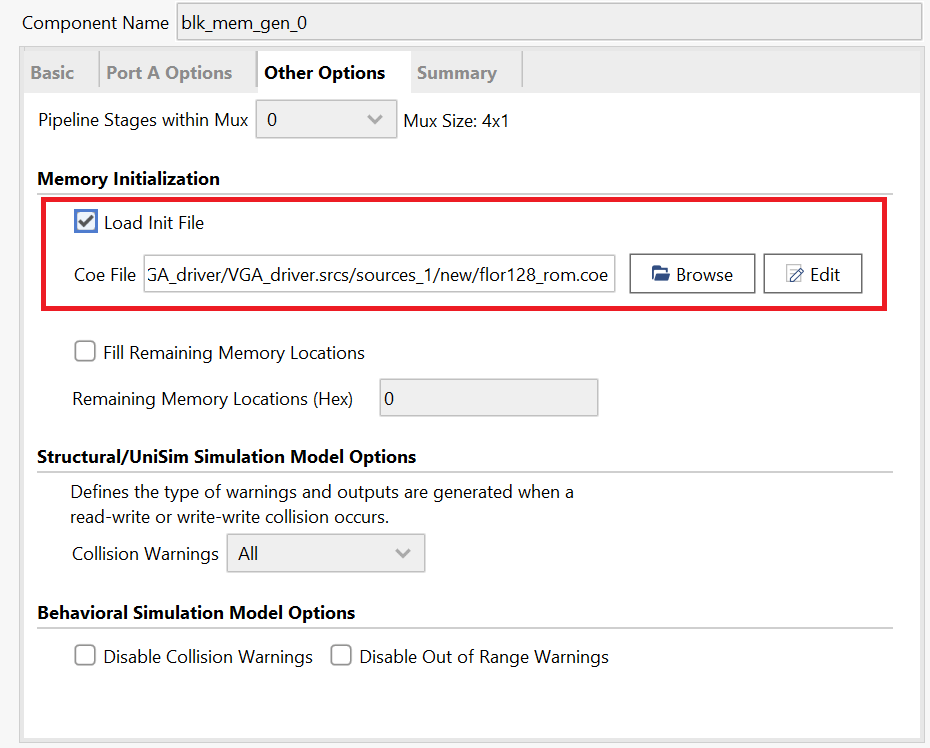 Component Name blk_mem_gen_0
Basic Port A Options Other Options Summary
Pipeline Stages within Mux 0 Mux Size: 4x1
Memory Initialization
Load Init File
Coe File GA_driver/VGA_driver.srcs/sources_1/new/flor128_rom.coe Browse Edit
Fill Remaining Memory Locations
Remaining Memory Locations (Hex) 0
Structural/UniSim Simulation Model Options
Defines the type of warnings and outputs are generated when a
read-write or write-write collision occurs.
Collision Warnings All
Behavioral Simulation Model Options
Disable Collision Warnings Disable Out of Range Warnings